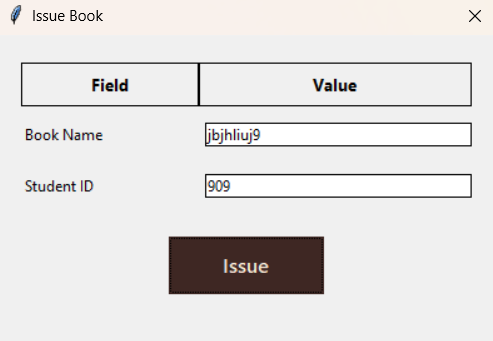 Issue Book
Field Value
Book Name jbjhliuj9
Student ID 909
Issue